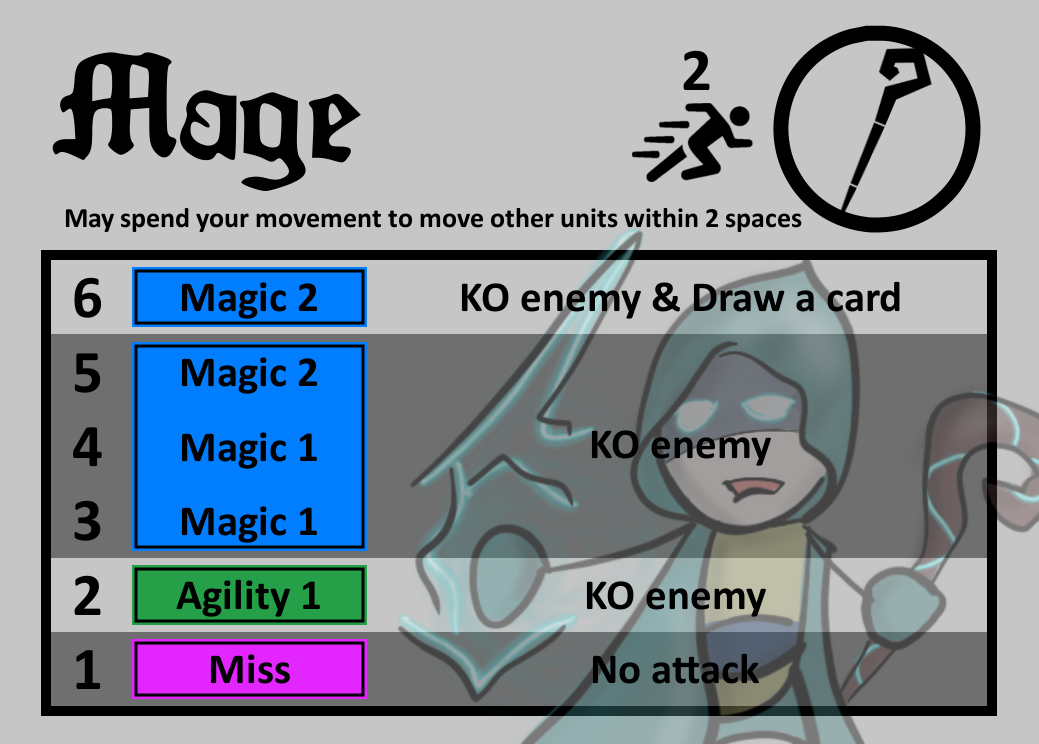 Mage
2
May spend your movement to move other units within 2 spaces
6 Magic 2 KO enemy & Draw a card
5 Magic 2
4 Magic 1 KO enemy
3 Magic 1
2 Agility 1 KO enemy
1 Miss No attack